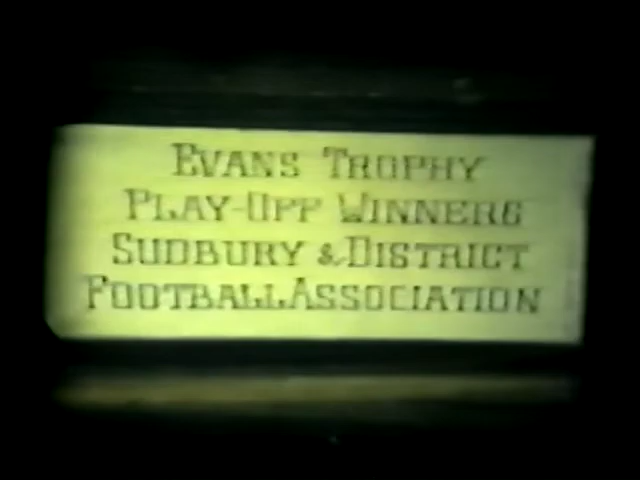 EVANS TROPHY
PLAY-OFF WINNERS
SUDBURY & DISTRICT
FOOTBALL ASSOCIATION